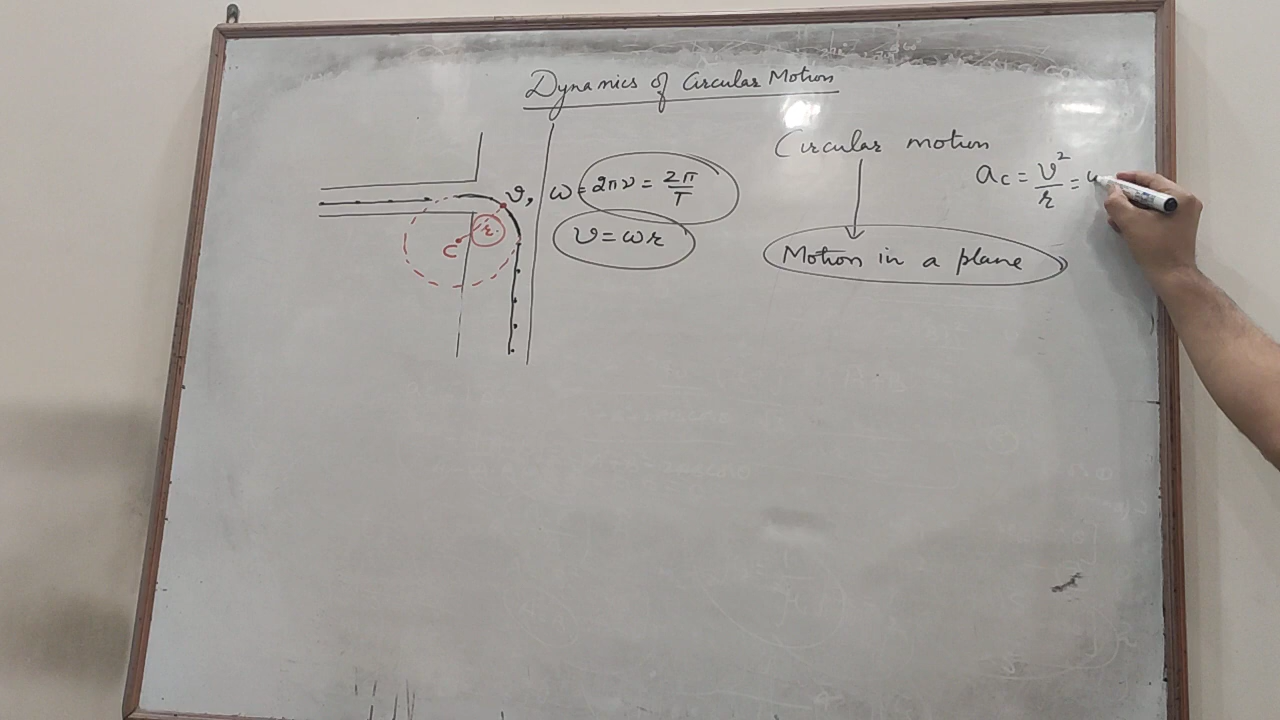 Dynamics of Circular Motion
v, ω = 2πν = 2π/T
r
C
v = ωr
Circular motion
Motion in a plane
ac = v²/r =